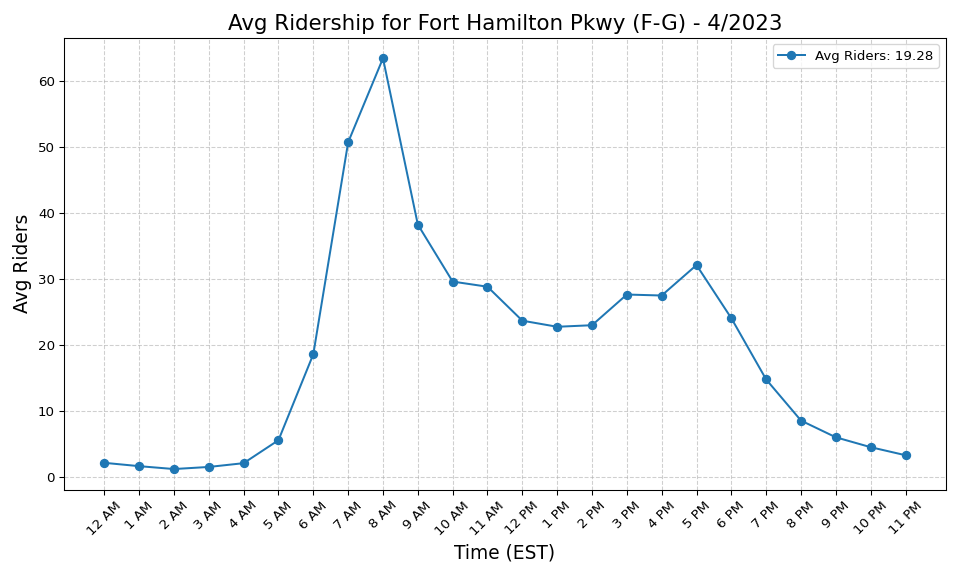 Avg Ridership for Fort Hamilton Pkwy (F-G) - 4/2023
Avg Riders: 19.28
Avg Riders
60
50
40
30
20
10
0
12 AM
1 AM
2 AM
3 AM
4 AM
5 AM
6 AM
7 AM
8 AM
9 AM
10 AM
11 AM
12 PM
1 PM
2 PM
3 PM
4 PM
5 PM
6 PM
7 PM
8 PM
9 PM
10 PM
11 PM
Time (EST)